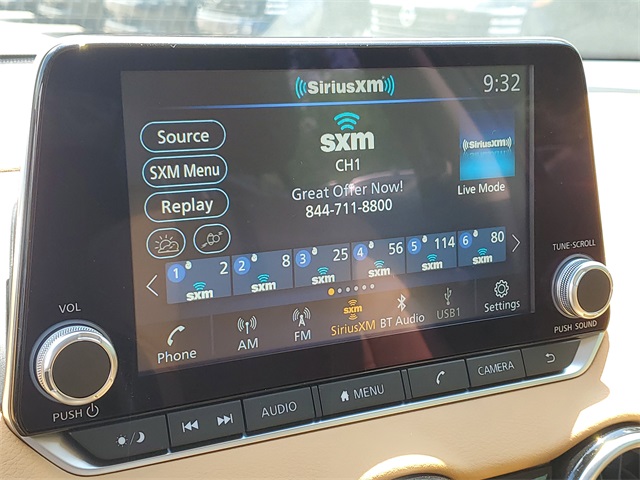 SiriusXM
9:32
Source
sxm
SXM Menu
CH1
SiriusXM
Replay
Great Offer Now!
844-711-8800
Live Mode
1 2 sxm
2 8 sxm
3 25 sxm
4 56 sxm
5 114 sxm
6 80 sxm
Phone
AM
FM
sxm
SiriusXM
BT Audio
USB1
Settings
VOL
PUSH
TUNE·SCROLL
PUSH SOUND
AUDIO
MENU
CAMERA